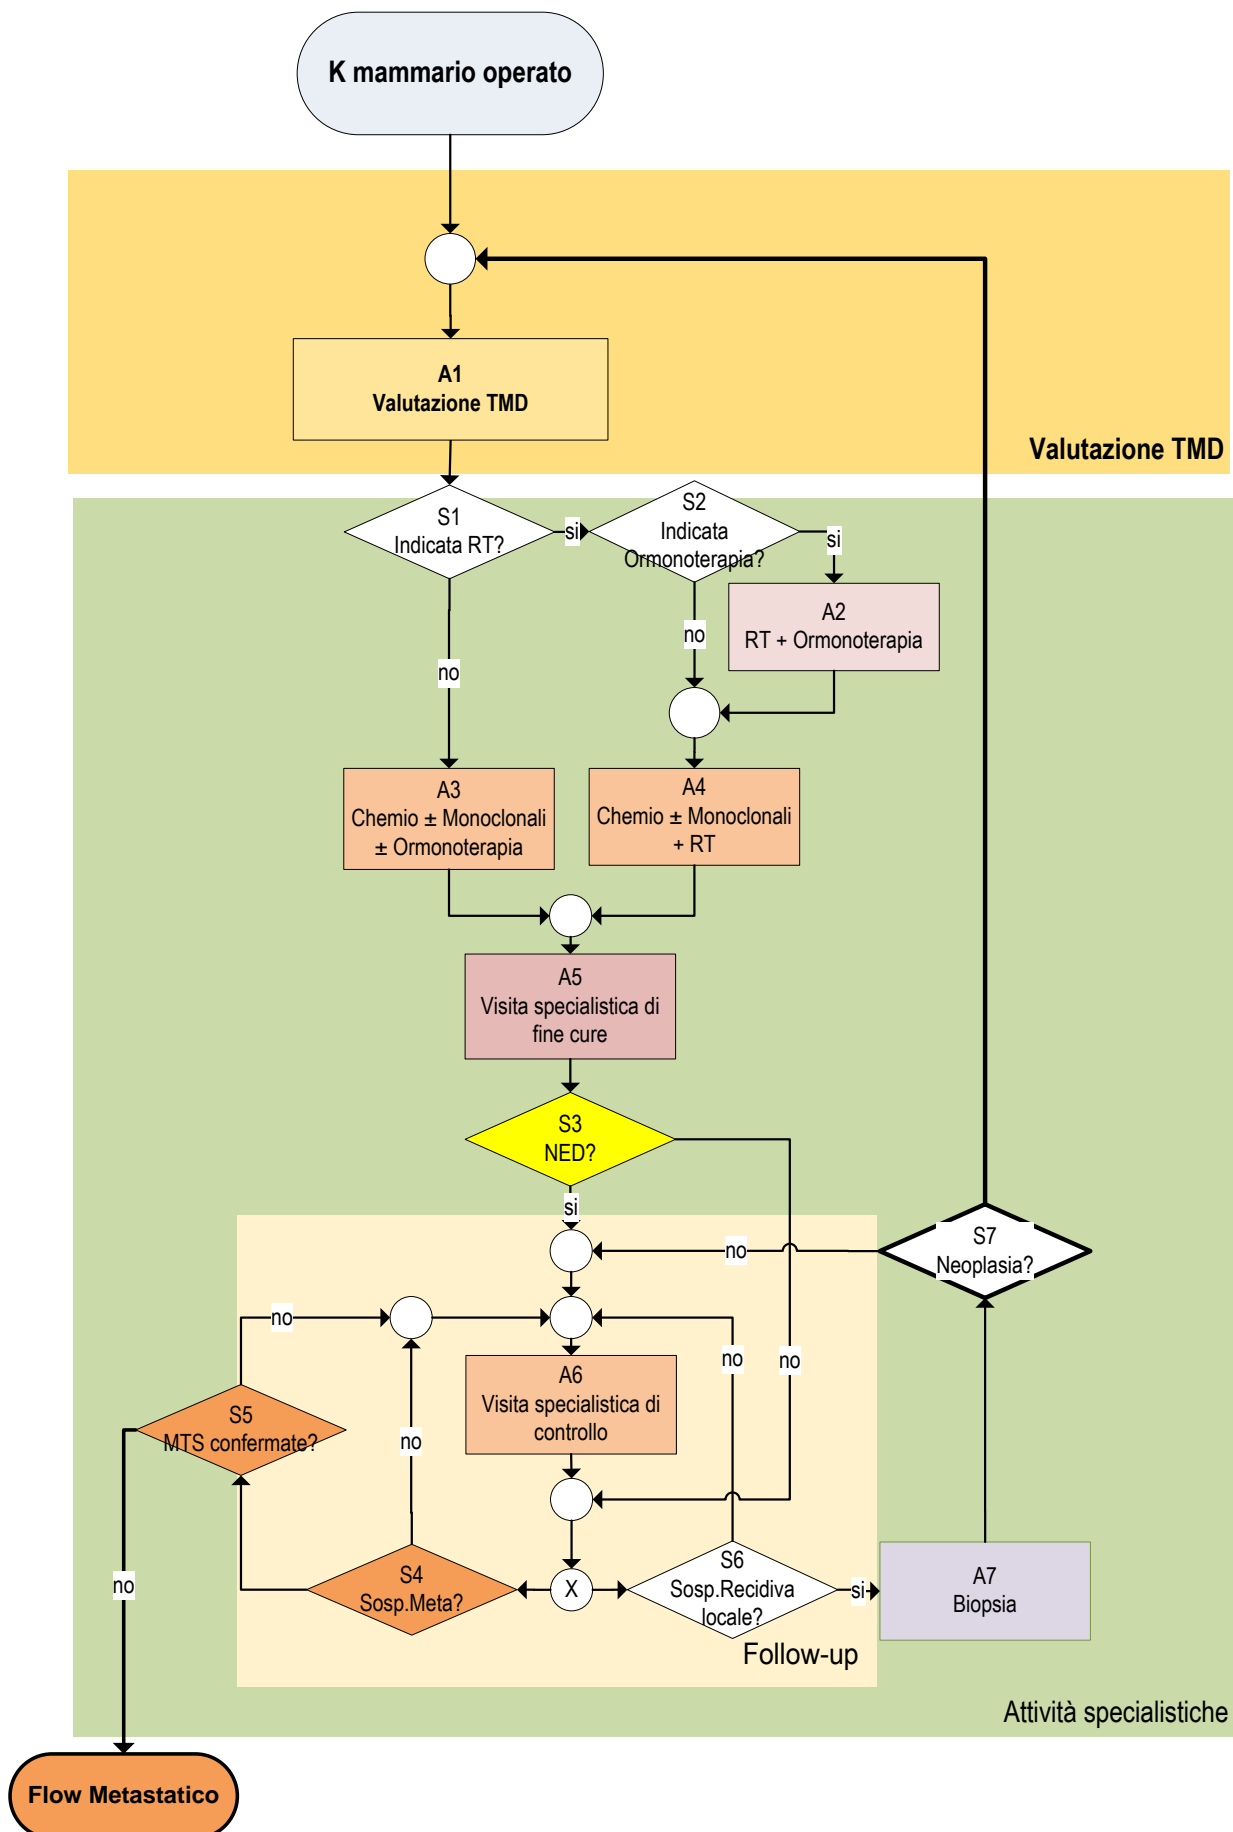 K mammario operato
A1
Valutazione TMD
Valutazione TMD
S1
Indicata RT?
si
S2
Indicata
Ormonoterapia?
si
A2
RT + Ormonoterapia
no
no
A3
Chemio ± Monoclonali
± Ormonoterapia
A4
Chemio ± Monoclonali
+ RT
A5
Visita specialistica di
fine cure
S3
NED?
si
no
S7
Neoplasia?
no
no
no
A6
Visita specialistica di
controllo
S5
MTS confermate?
no
no
S4
Sosp.Meta?
X
S6
Sosp.Recidiva
locale?
si
A7
Biopsia
Follow-up
Attività specialistiche
Flow Metastatico